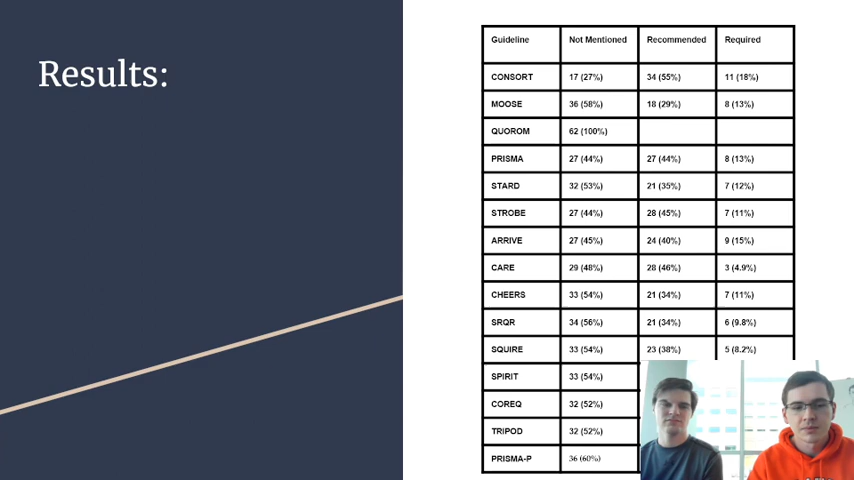 Results:
Guideline Not Mentioned Recommended Required
CONSORT 17 (27%) 34 (55%) 11 (18%)
MOOSE 36 (58%) 18 (29%) 8 (13%)
QUOROM 62 (100%)
PRISMA 27 (44%) 27 (44%) 8 (13%)
STARD 32 (53%) 21 (35%) 7 (12%)
STROBE 27 (44%) 28 (45%) 7 (11%)
ARRIVE 27 (45%) 24 (40%) 9 (15%)
CARE 29 (48%) 28 (46%) 3 (4.9%)
CHEERS 33 (54%) 21 (34%) 7 (11%)
SRQR 34 (56%) 21 (34%) 6 (9.8%)
SQUIRE 33 (54%) 23 (38%) 5 (8.2%)
SPIRIT 33 (54%)
COREQ 32 (52%)
TRIPOD 32 (52%)
PRISMA-P 36 (60%)